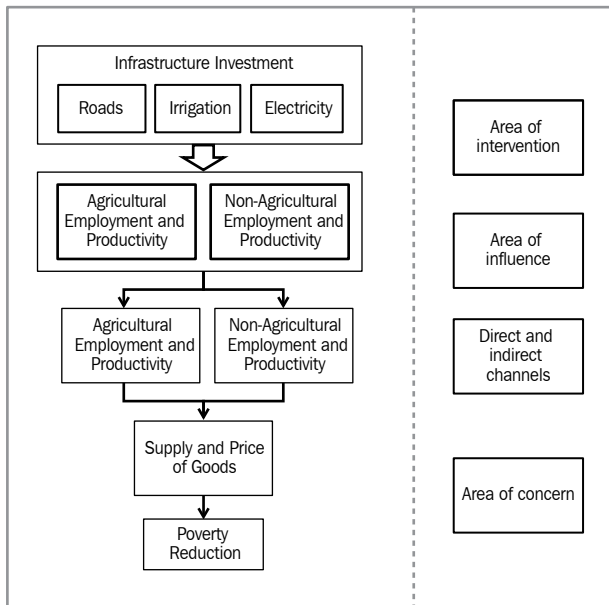 Infrastructure Investment
Roads
Irrigation
Electricity
Agricultural
Employment and
Productivity
Non-Agricultural
Employment and
Productivity
Agricultural
Employment and
Productivity
Non-Agricultural
Employment and
Productivity
Supply and Price
of Goods
Poverty
Reduction
Area of
intervention
Area of
influence
Direct and
indirect
channels
Area of concern